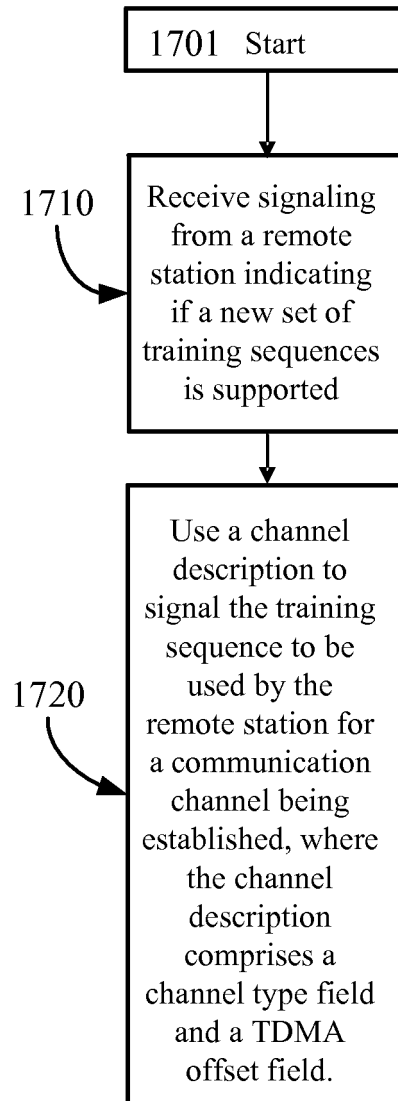 1701 Start
1710
Receive signaling
from a remote
station indicating
if a new set of
training sequences
is supported
Use a channel
description to
signal the training
sequence to be
used by the
1720
remote station for
a communication
channel being
established, where
the channel
description
comprises a
channel type field
and a TDMA
offset field.